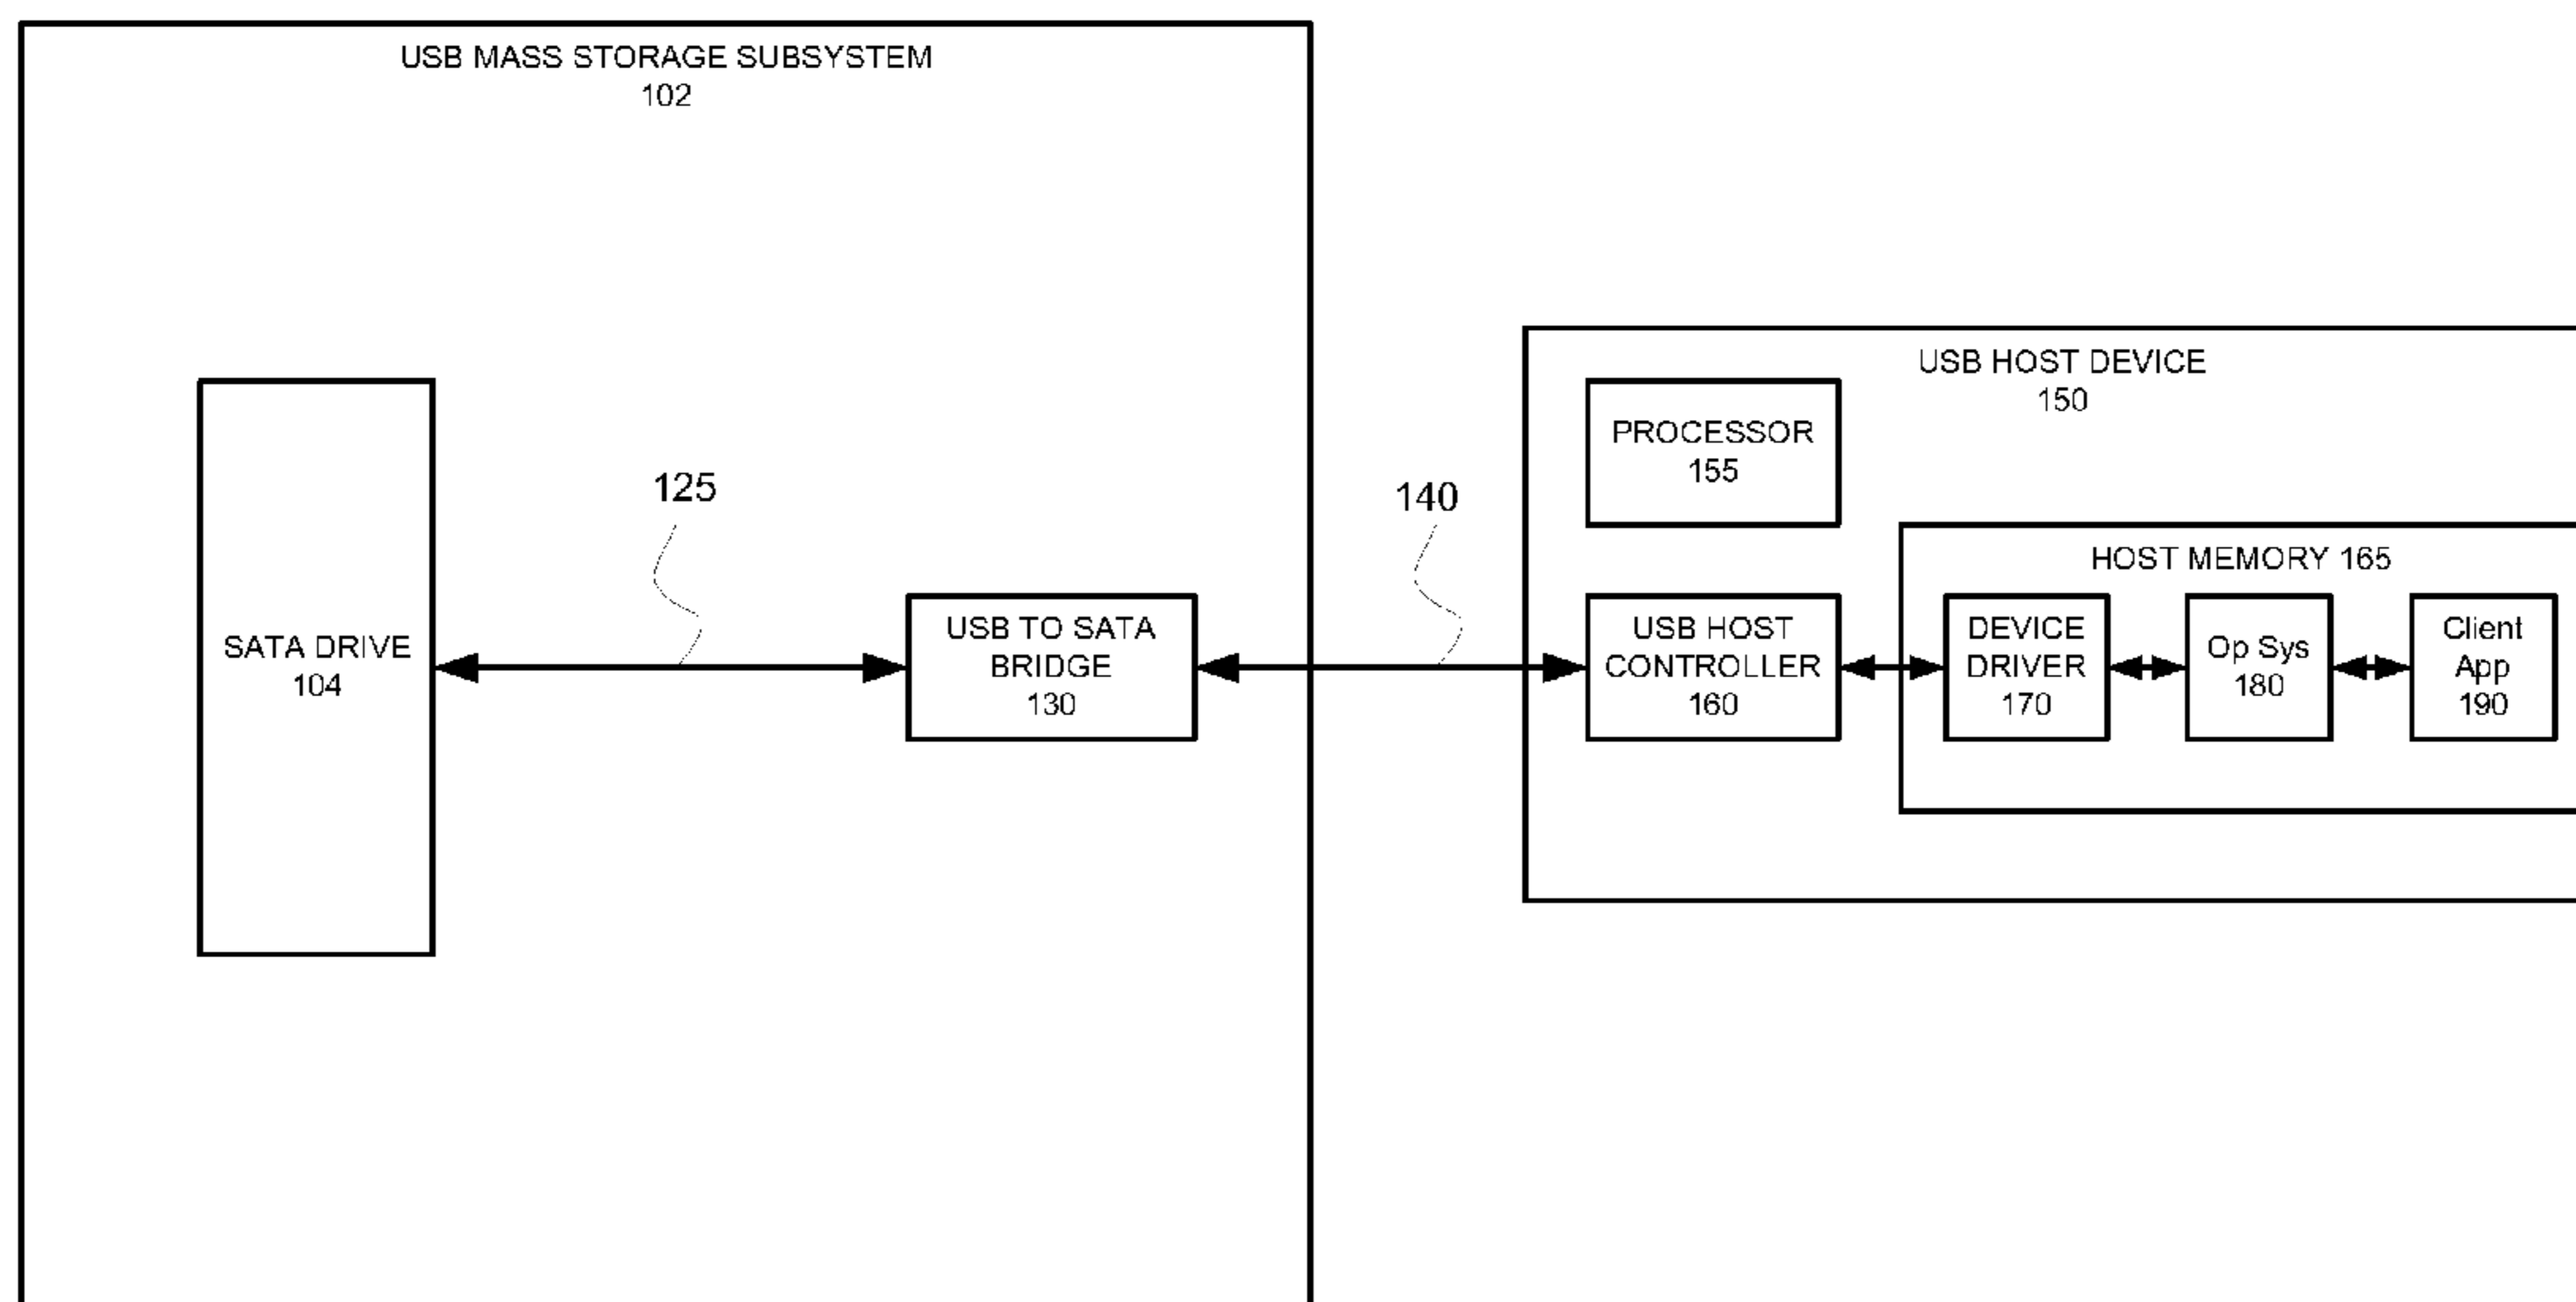 USB MASS STORAGE SUBSYSTEM
102
SATA DRIVE
104
125
USB TO SATA
BRIDGE
130
140
USB HOST DEVICE
150
PROCESSOR
155
USB HOST
CONTROLLER
160
HOST MEMORY 165
DEVICE
DRIVER
170
Op Sys
180
Client
App
190